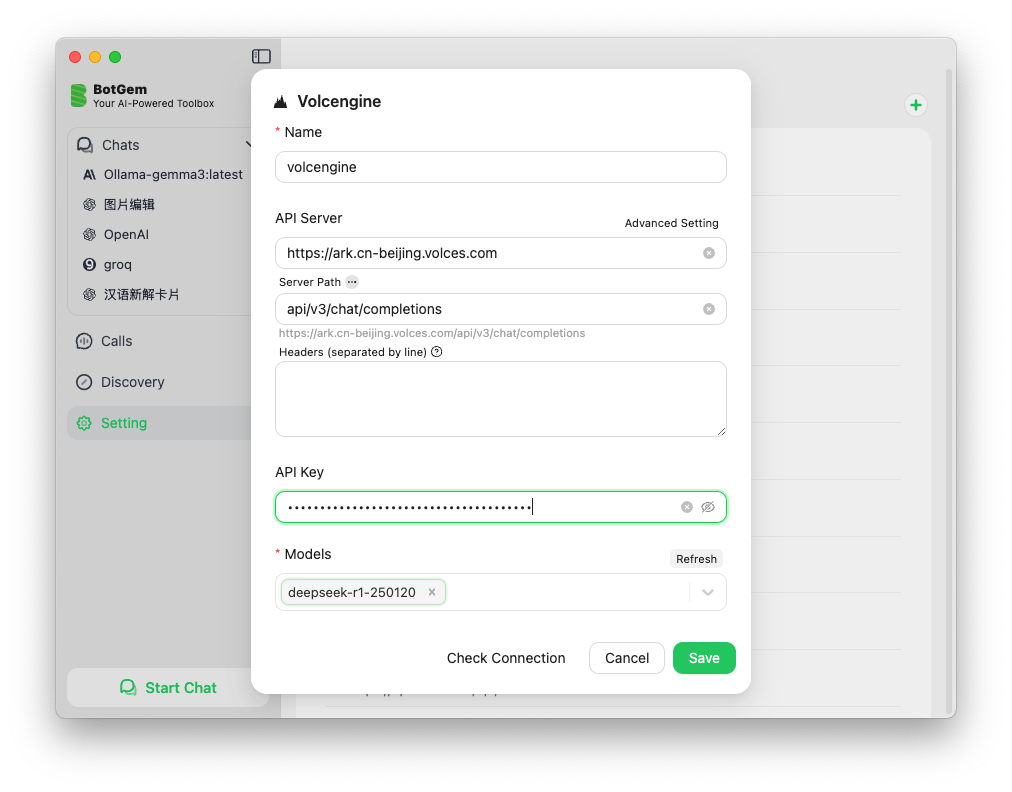 BotGem
Your AI-Powered Toolbox
Chats
Ollama-gemma3:latest
图片编辑
OpenAI
groq
汉语新解卡片
Calls
Discovery
Setting
Start Chat
Volcengine
* Name
volcengine
API Server
Advanced Setting
https://ark.cn-beijing.volces.com
Server Path
api/v3/chat/completions
https://ark.cn-beijing.volces.com/api/v3/chat/completions
Headers (separated by line)
API Key
* Models
Refresh
deepseek-r1-250120
Check Connection
Cancel
Save